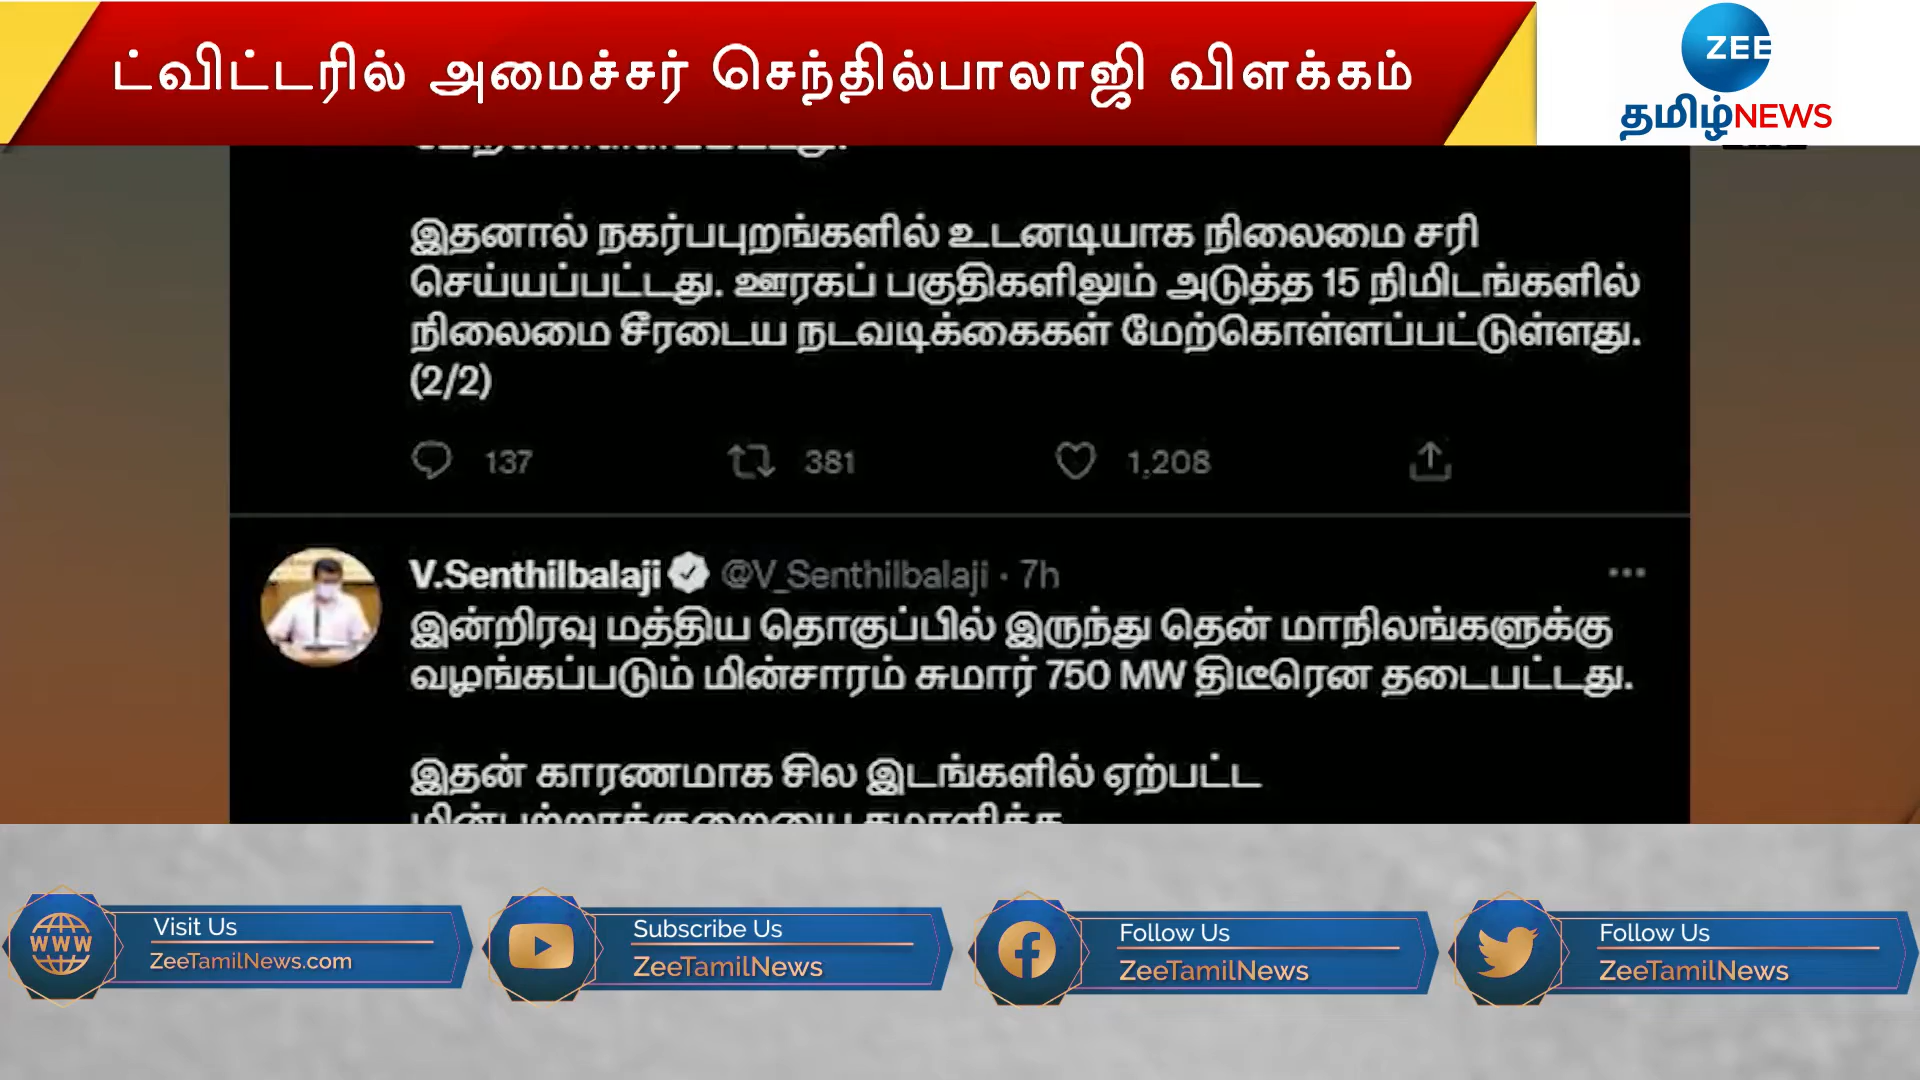 ட்விட்டரில் அமைச்சர் செந்தில்பாலாஜி விளக்கம்
ZEE
தமிழ்NEWS
இதனால் நகர்பபுறங்களில் உடனடியாக நிலைமை சரி
செய்யப்பட்டது. ஊரகப் பகுதிகளிலும் அடுத்த 15 நிமிடங்களில்
நிலைமை சீரடைய நடவடிக்கைகள் மேற்கொள்ளப்பட்டுள்ளது.
(2/2)
137 381 1,208
V.Senthilbalaji @V_Senthilbalaji · 7h
இன்றிரவு மத்திய தொகுப்பில் இருந்து தென் மாநிலங்களுக்கு
வழங்கப்படும் மின்சாரம் சுமார் 750 MW திடீரென தடைபட்டது.
இதன் காரணமாக சில இடங்களில் ஏற்பட்ட
WWW
Visit Us
ZeeTamilNews.com
Subscribe Us
ZeeTamilNews
Follow Us
ZeeTamilNews
Follow Us
ZeeTamilNews